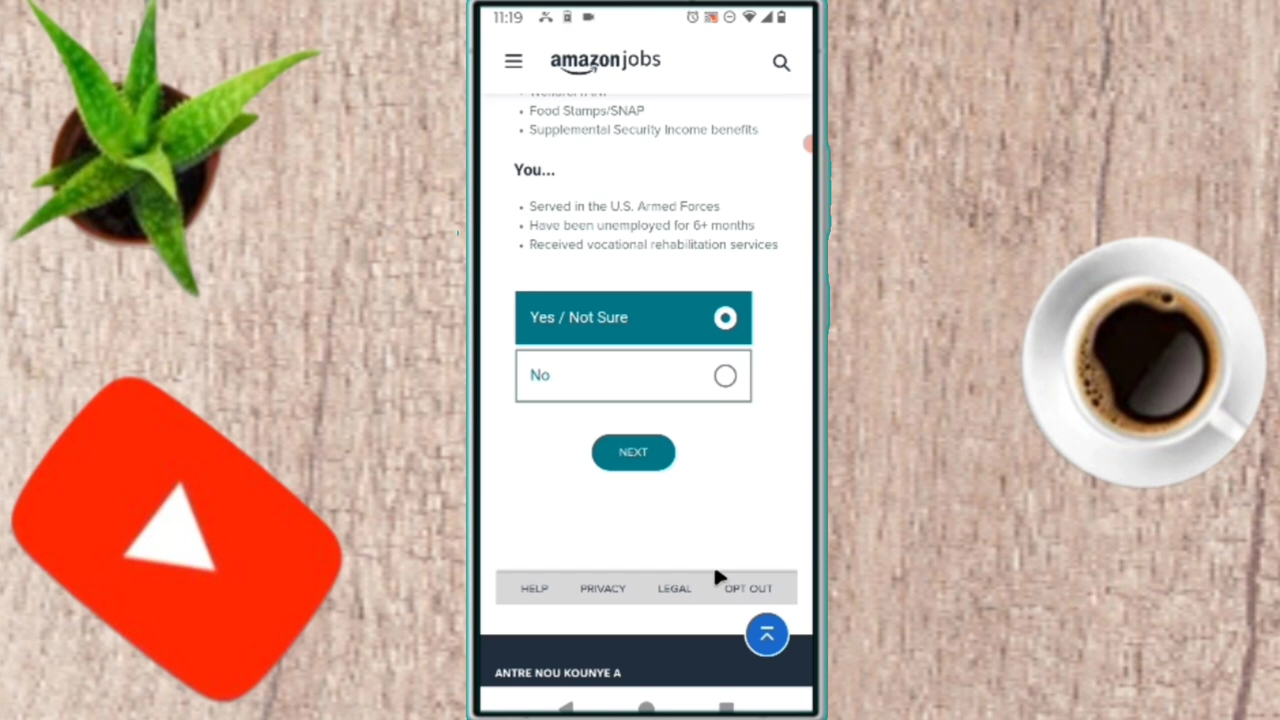 11:19
amazon jobs
• Food Stamps/SNAP
• Supplemental Security Income benefits
You...
• Served in the U.S. Armed Forces
• Have been unemployed for 6+ months
• Received vocational rehabilitation services
Yes / Not Sure
No
NEXT
HELP PRIVACY LEGAL OPT OUT
ANTRE NOU KOUNYE A